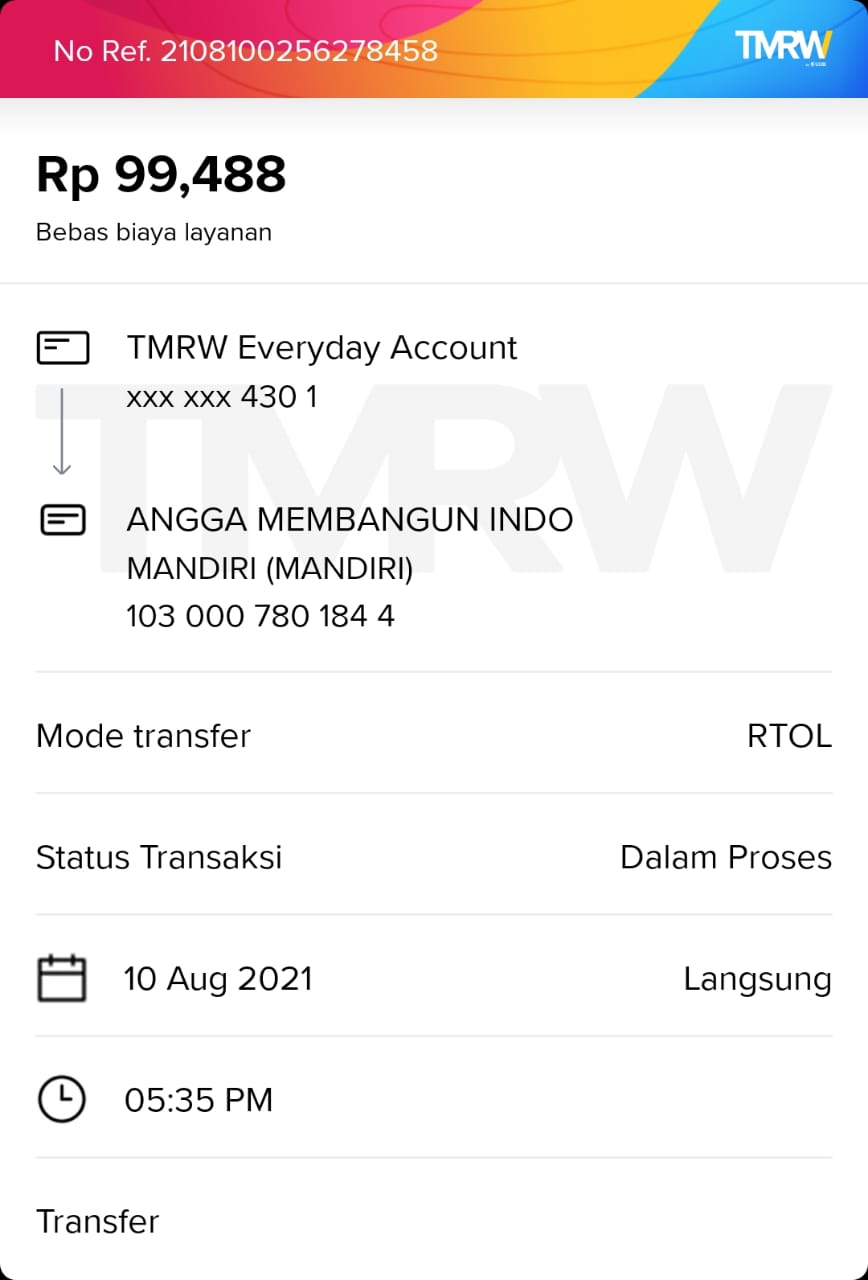 No Ref. 2108100256278458
TMRW
Rp 99,488
Bebas biaya layanan
TMRW Everyday Account
xxx xxx 430 1
TMRW
ANGGA MEMBANGUN INDO
MANDIRI (MANDIRI)
103 000 780 184 4
Mode transfer RTOL
Status Transaksi Dalam Proses
10 Aug 2021 Langsung
05:35 PM
Transfer